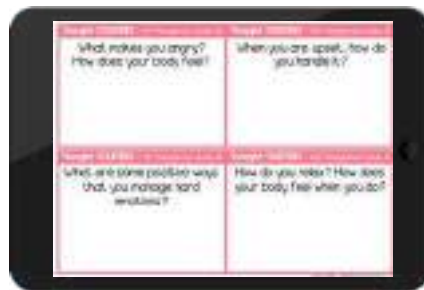 What makes you angry?
How does your body feel?
When you are upset, how do
you handle it?
What are some positive ways
that you manage hard
emotions?
How do you relax? How does
your body feel when you do?